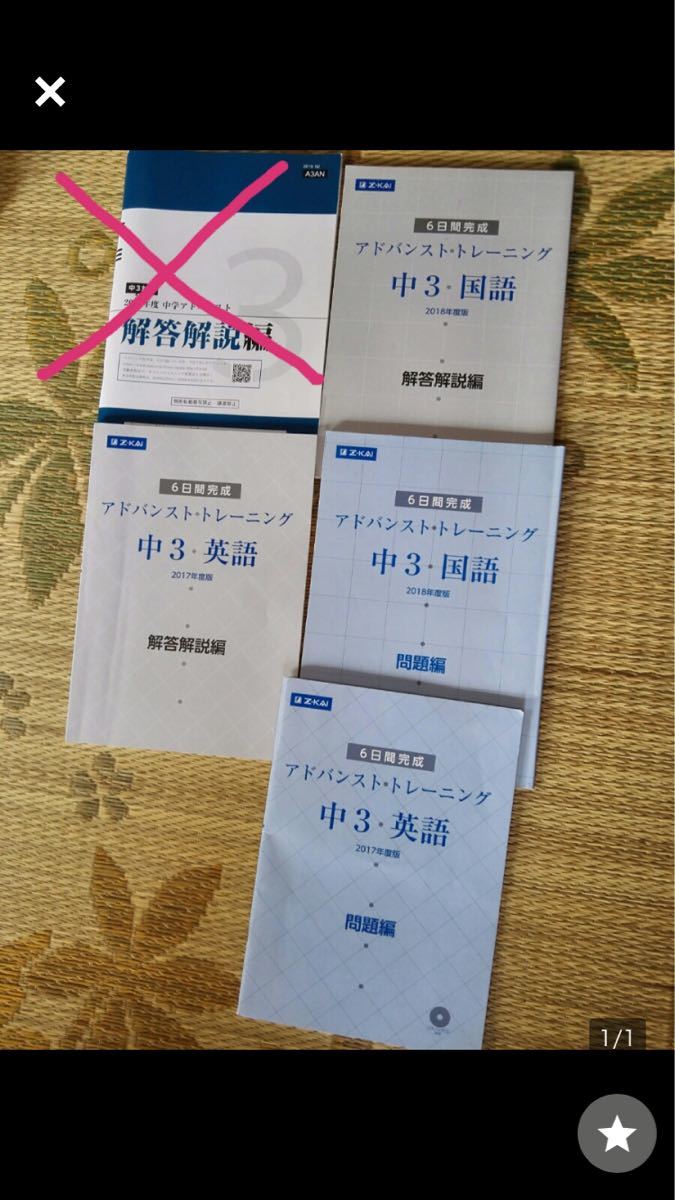 A3AN
中3
中学アド
解答解説編
Z-KAI
6日間完成
アドバンスト・トレーニング
中3・国語
2018年度版
解答解説編
Z-KAI
6日間完成
アドバンスト・トレーニング
中3・英語
2017年度版
解答解説編
Z-KAI
6日間完成
アドバンスト・トレーニング
中3・国語
2018年度版
問題編
Z-KAI
6日間完成
アドバンスト・トレーニング
中3・英語
2017年度版
問題編
1/1